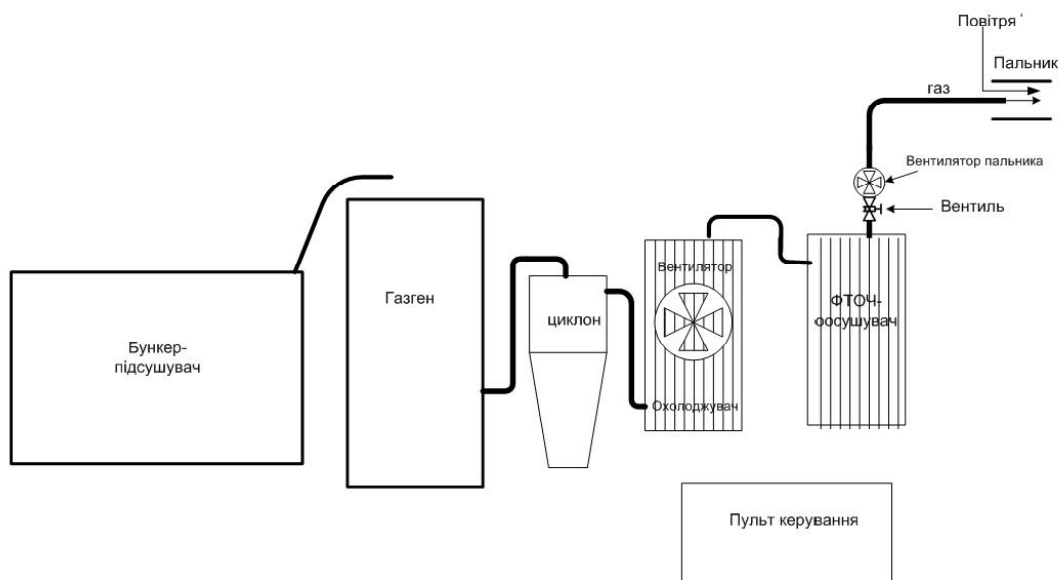 Повітря
Пальник
газ
Вентилятор пальника
Вентиль
Вентилятор
ФТОЧ-
оосушувач
Газген
циклон
Бункер-
підсушувач
Охолоджувач
Пульт керування